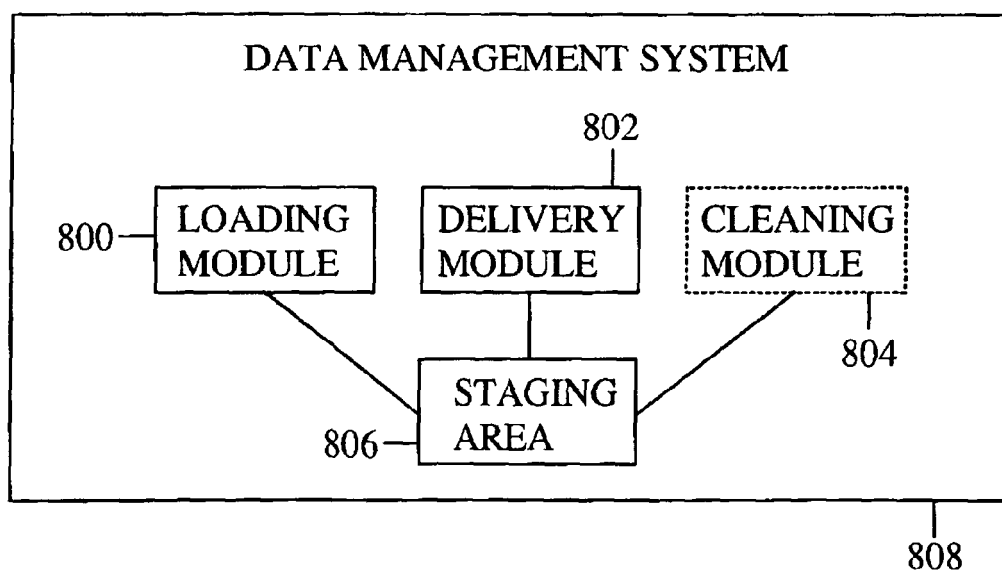 DATA MANAGEMENT SYSTEM
802
800
LOADING
MODULE
DELIVERY
MODULE
CLEANING
MODULE
804
STAGING
AREA
806
808